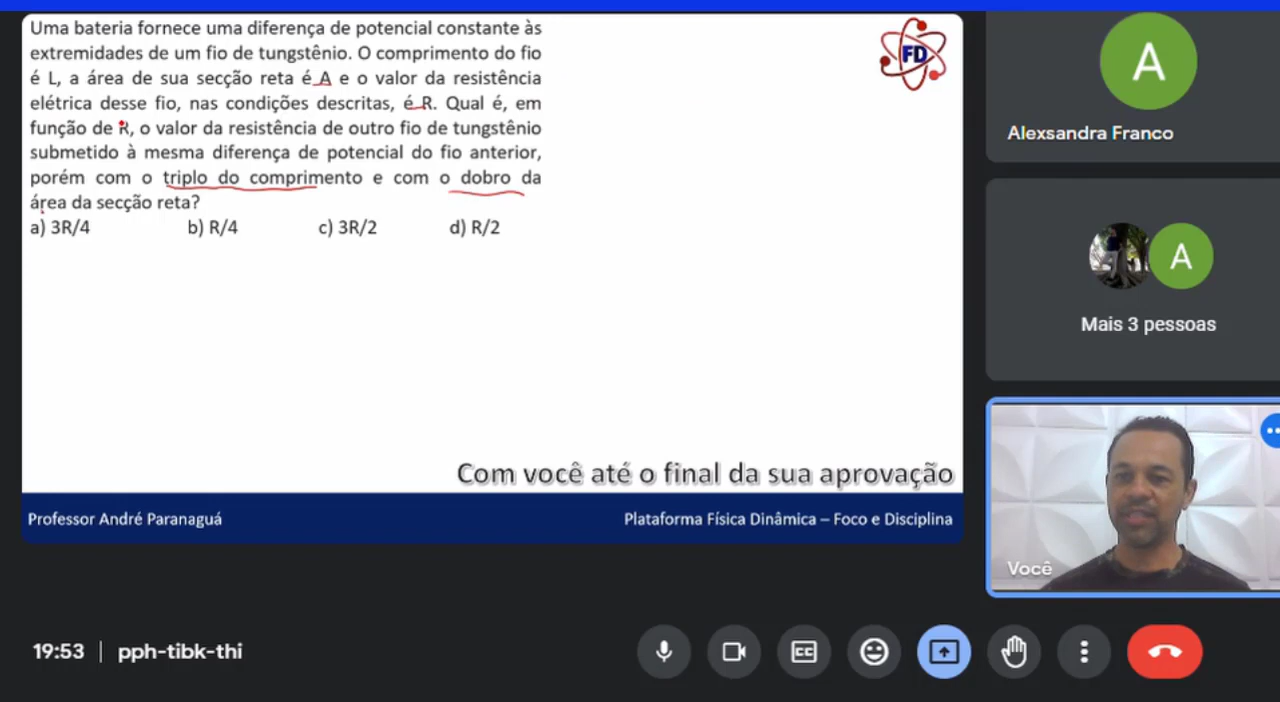 Uma bateria fornece uma diferença de potencial constante às
extremidades de um fio de tungstênio. O comprimento do fio
é L, a área de sua secção reta é A e o valor da resistência
elétrica desse fio, nas condições descritas, é R. Qual é, em
função de R, o valor da resistência de outro fio de tungstênio
submetido à mesma diferença de potencial do fio anterior,
porém com o triplo do comprimento e com o dobro da
área da secção reta?
a) 3R/4 b) R/4 c) 3R/2 d) R/2
FD
Com você até o final da sua aprovação
Professor André Paranaguá
Plataforma Física Dinâmica – Foco e Disciplina
A
Alexsandra Franco
A
Mais 3 pessoas
Você
19:53 | pph-tibk-thi
CC